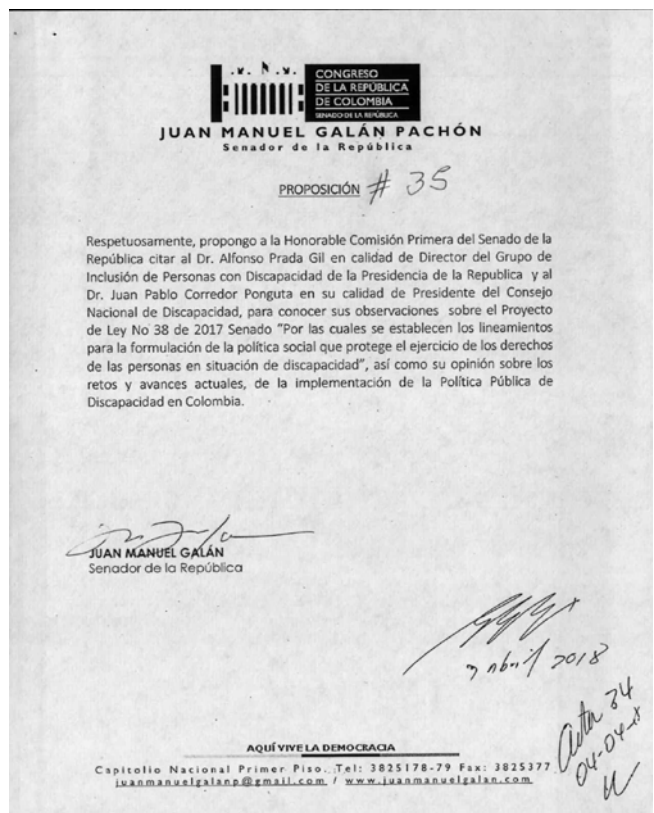 CONGRESO
DE LA REPÚBLICA
DE COLOMBIA
SENADO DE LA REPÚBLICA
JUAN MANUEL GALÁN PACHÓN
Senador de la República
PROPOSICIÓN # 35
Respetuosamente, propongo a la Honorable Comisión Primera del Senado de la
República citar al Dr. Alfonso Prada Gil en calidad de Director del Grupo de
Inclusión de Personas con Discapacidad de la Presidencia de la Republica y al
Dr. Juan Pablo Corredor Ponguta en su calidad de Presidente del Consejo
Nacional de Discapacidad, para conocer sus observaciones sobre el Proyecto
de Ley No 38 de 2017 Senado "Por las cuales se establecen los lineamientos
para la formulación de la política social que protege el ejercicio de los derechos
de las personas en situación de discapacidad", así como su opinión sobre los
retos y avances actuales, de la implementación de la Política Pública de
Discapacidad en Colombia.
JUAN MANUEL GALÁN
Senador de la República
3 Abril 2018
Acta 34
04-04-18
AQUÍ VIVE LA DEMOCRACIA
Capitolio Nacional Primer Piso. Tel: 3825178-79 Fax: 3825377
juanmanuelgalanp@gmail.com / www.juanmanuelgalan.com